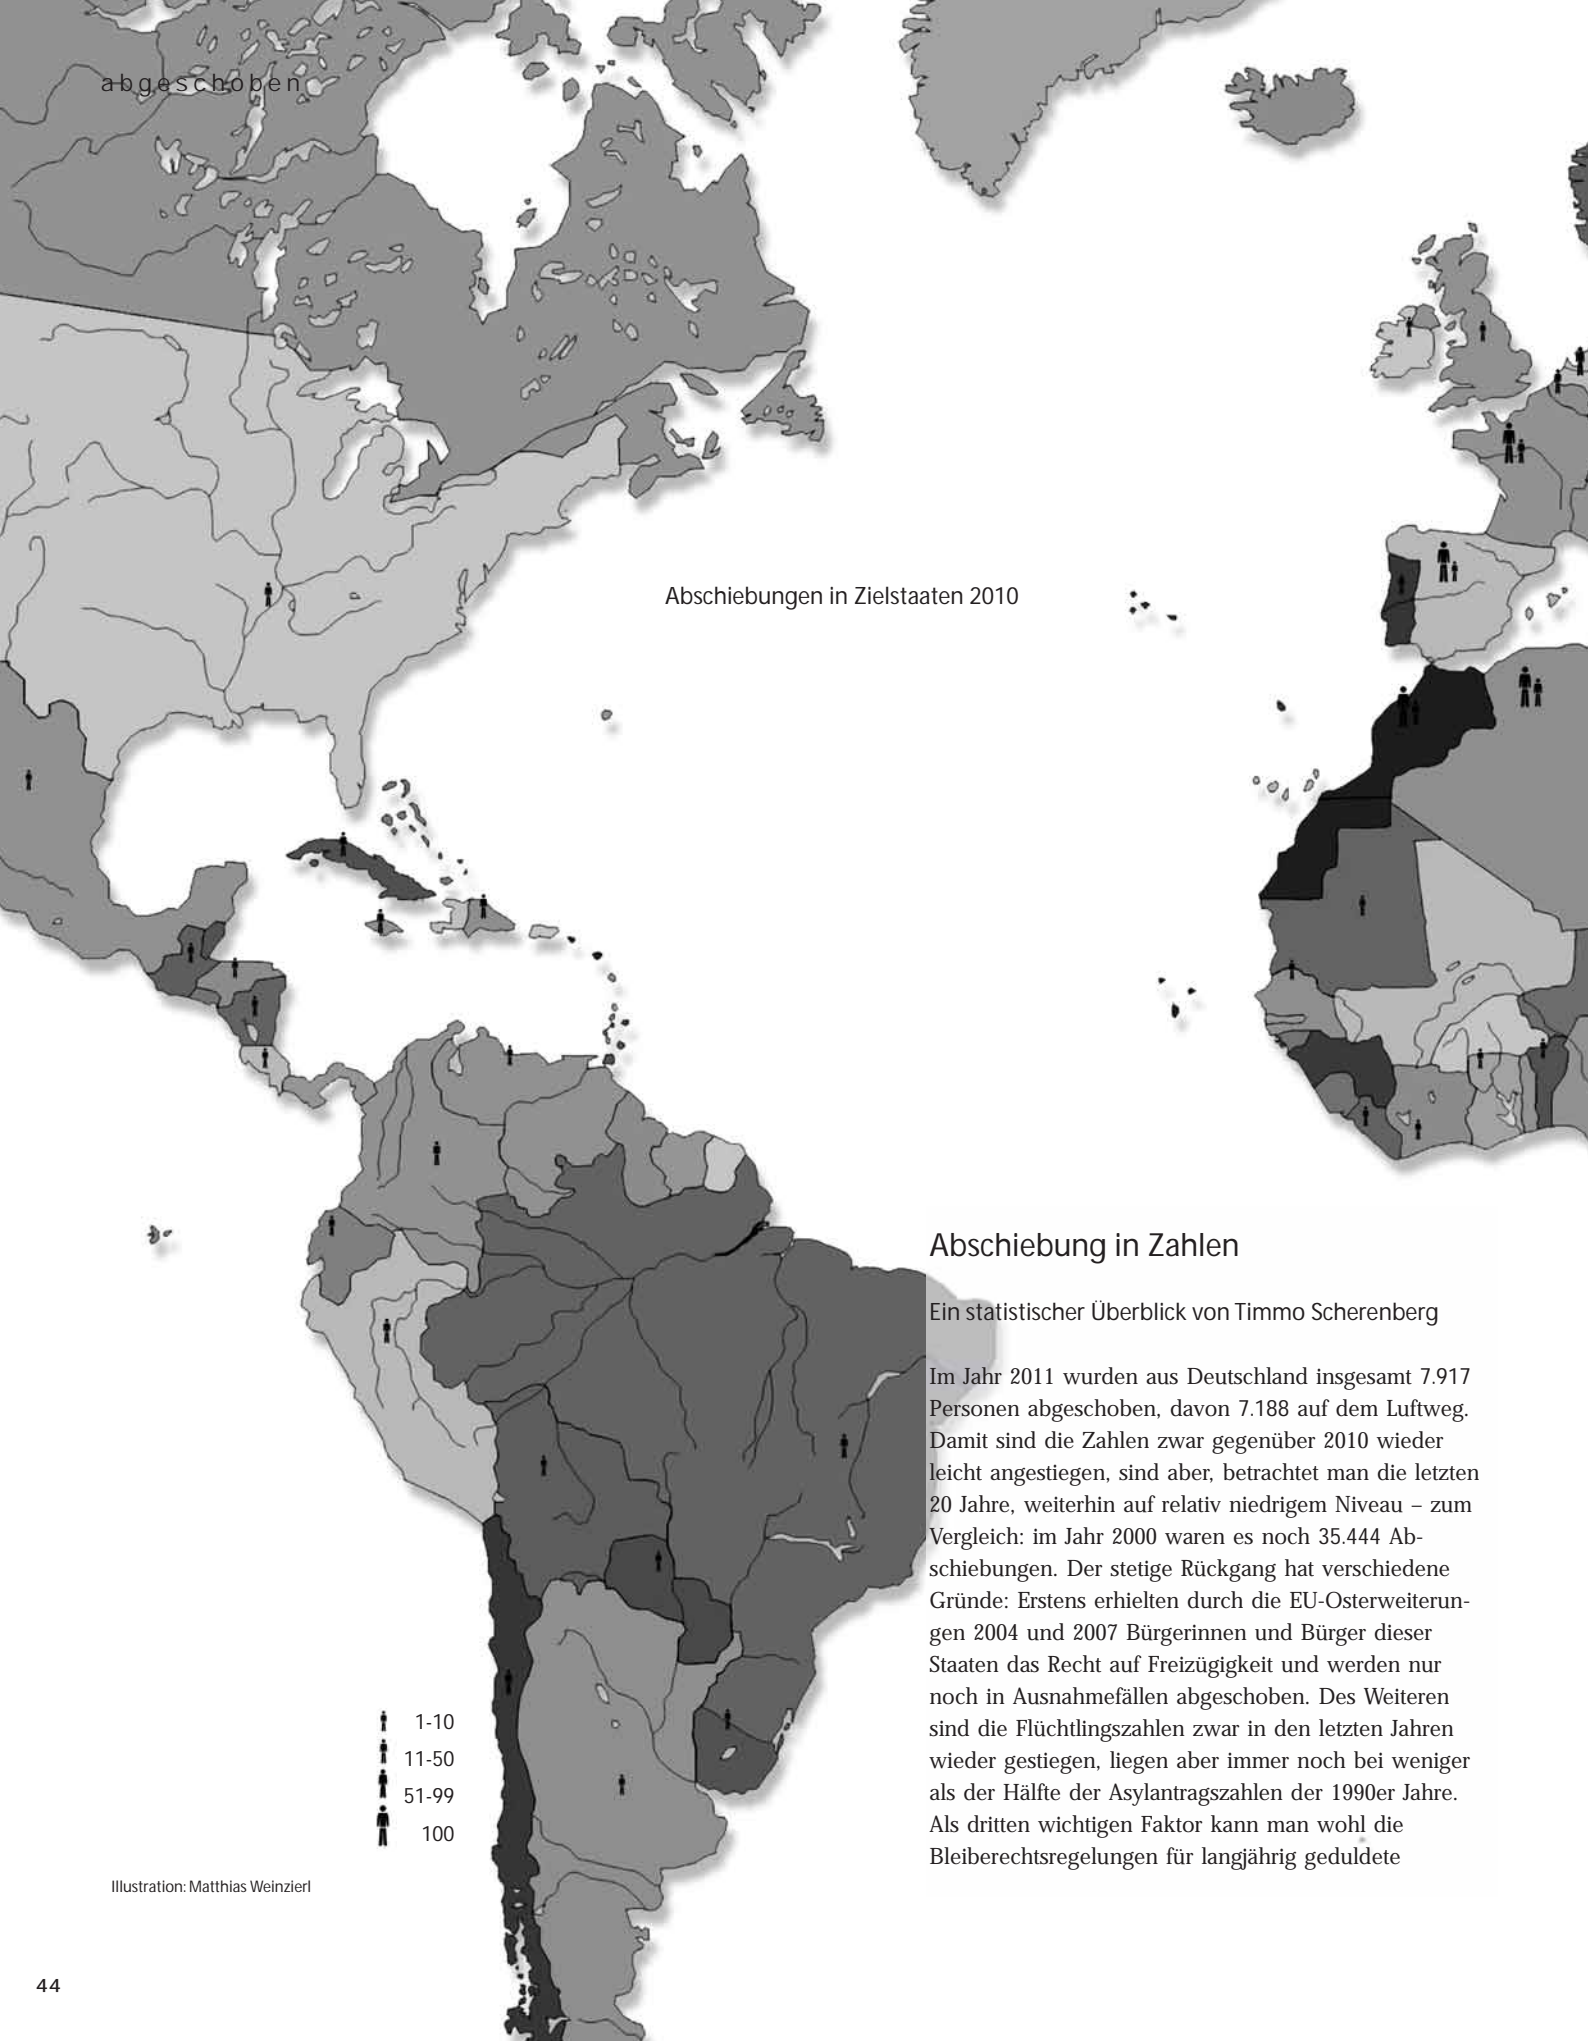 abgeschoben
Abschiebungen in Zielstaaten 2010
Abschiebung in Zahlen
Ein statistischer Überblick von Timmo Scherenberg
Im Jahr 2011 wurden aus Deutschland insgesamt 7.917
Personen abgeschoben, davon 7.188 auf dem Luftweg.
Damit sind die Zahlen zwar gegenüber 2010 wieder
leicht angestiegen, sind aber, betrachtet man die letzten
20 Jahre, weiterhin auf relativ niedrigem Niveau – zum
Vergleich: im Jahr 2000 waren es noch 35.444 Ab-
schiebungen. Der stetige Rückgang hat verschiedene
Gründe: Erstens erhielten durch die EU-Osterweiterun-
gen 2004 und 2007 Bürgerinnen und Bürger dieser
Staaten das Recht auf Freizügigkeit und werden nur
noch in Ausnahmefällen abgeschoben. Des Weiteren
sind die Flüchtlingszahlen zwar in den letzten Jahren
wieder gestiegen, liegen aber immer noch bei weniger
als der Hälfte der Asylantragszahlen der 1990er Jahre.
Als dritten wichtigen Faktor kann man wohl die
Bleiberechtsregelungen für langjährig geduldete
1-10
11-50
51-99
100
Illustration: Matthias Weinzierl
44